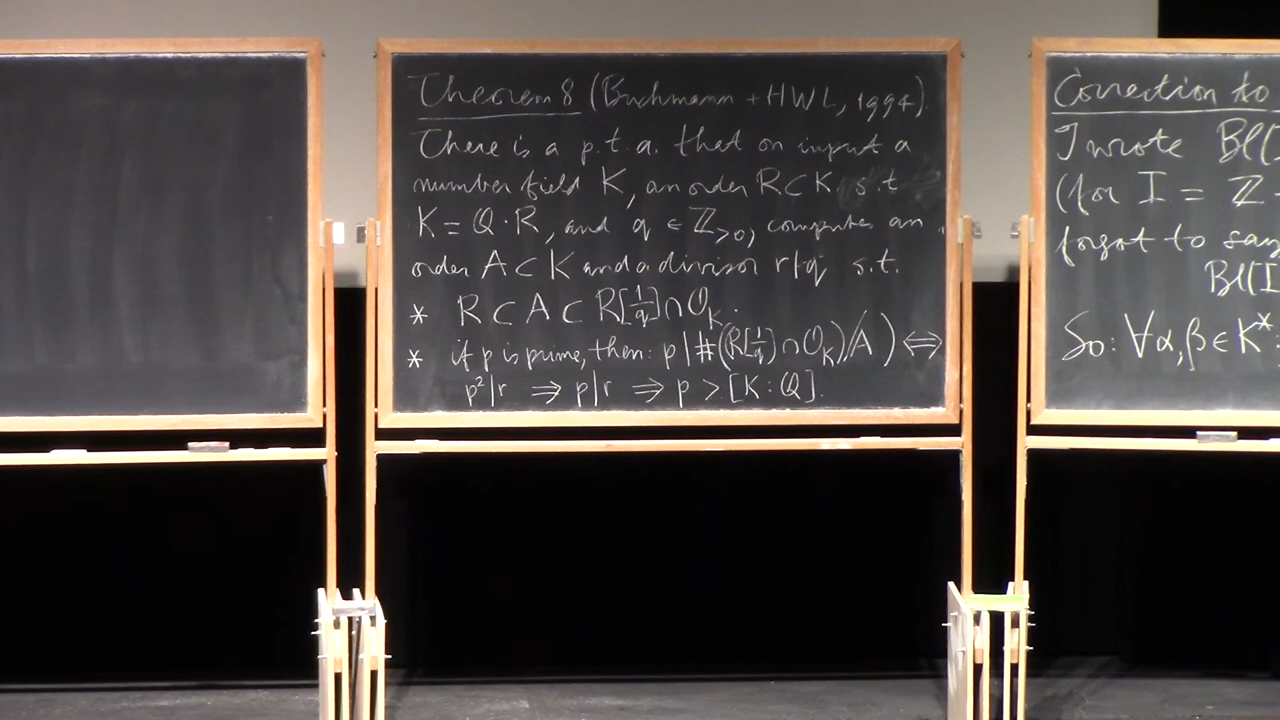 Theorem 8 (Buchmann + HWL, 1994).
There is a p.t.a. that on input a
number field K, an order R ⊂ K s.t.
K = Q·R, and q ∈ ℤ>0, computes an
order A ⊂ K and a divisor r|q s.t.
* R ⊂ A ⊂ R[1/q] ∩ 𝒪_K.
* if p is prime, then: p | #((R[1/q] ∩ 𝒪_K)/A) ⇔
p²|r ⇒ p|r ⇒ p > [K:Q].
Correction to
I wrote Bl(
(for I = ℤ
forgot to say
Bl(I
So: ∀α,β ∈ K* :